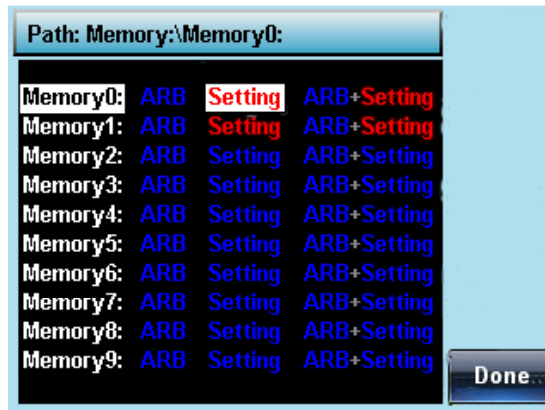 Path: Memory:\Memory0:
Memory0: ARB Setting ARB+Setting
Memory1: ARB Setting ARB+Setting
Memory2: ARB Setting ARB+Setting
Memory3: ARB Setting ARB+Setting
Memory4: ARB Setting ARB+Setting
Memory5: ARB Setting ARB+Setting
Memory6: ARB Setting ARB+Setting
Memory7: ARB Setting ARB+Setting
Memory8: ARB Setting ARB+Setting
Memory9: ARB Setting ARB+Setting
Done